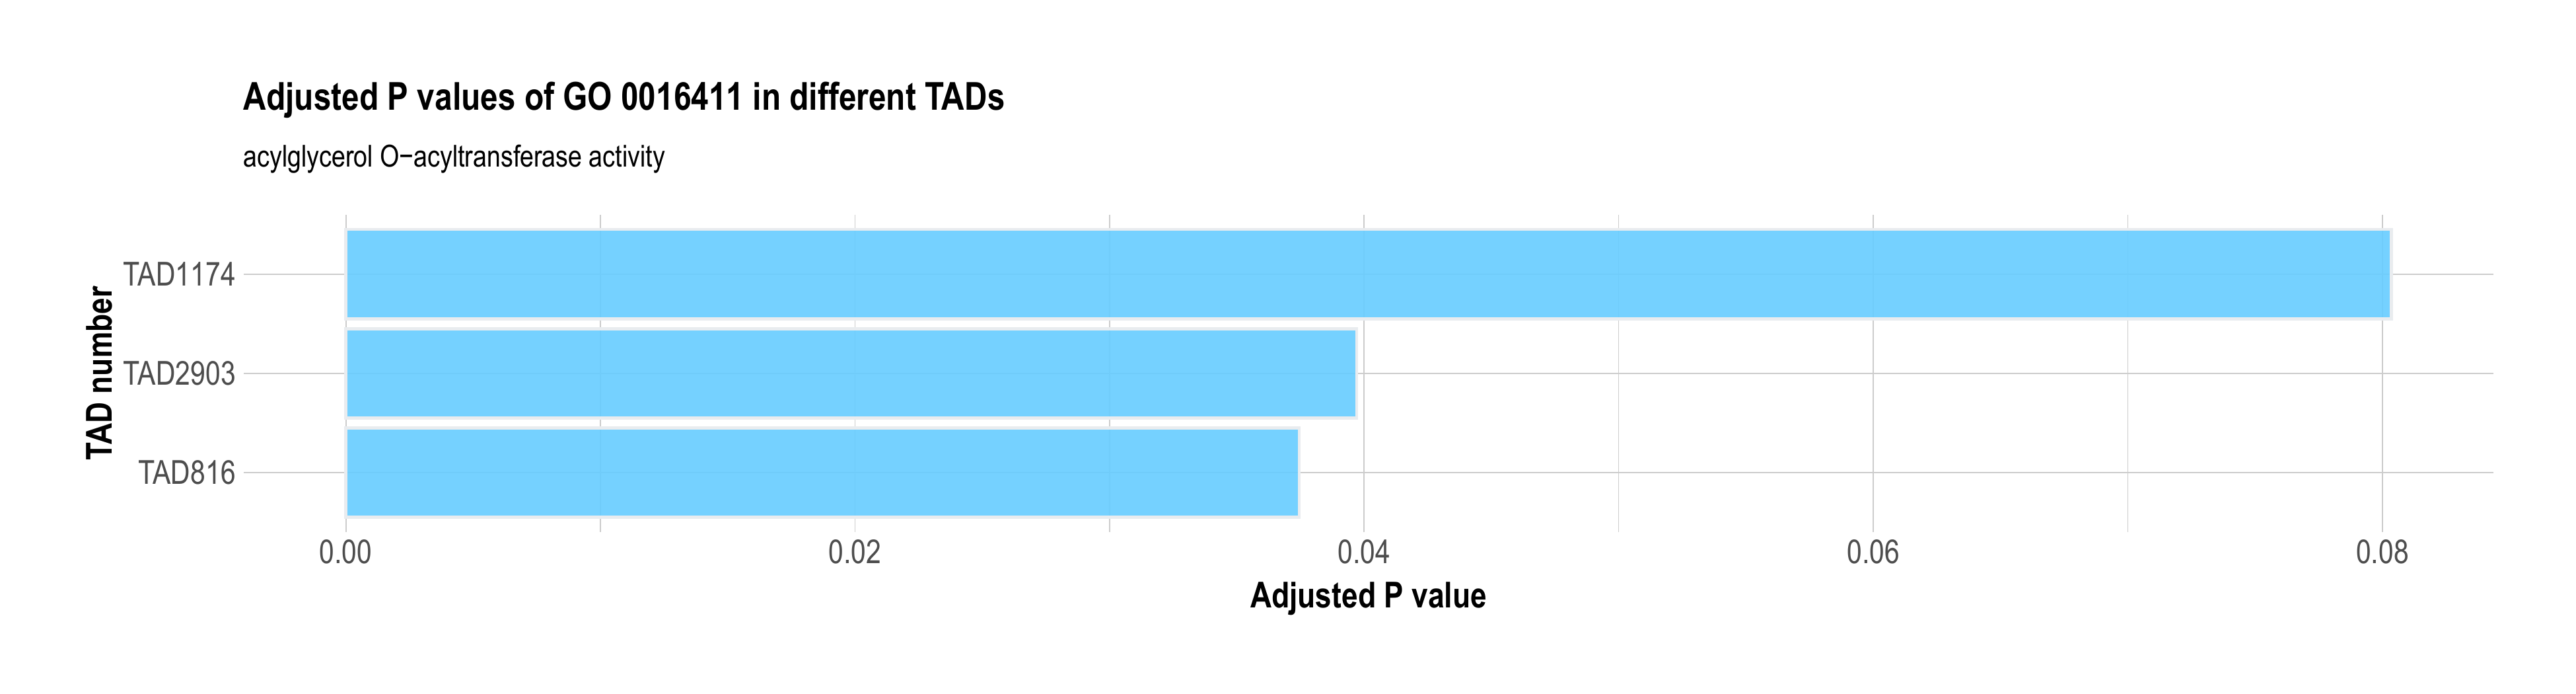 Adjusted P values of GO 0016411 in different TADs
acylglycerol O−acyltransferase activity
TAD number
TAD1174
TAD2903
TAD816
0.00 0.02 0.04 0.06 0.08
Adjusted P value